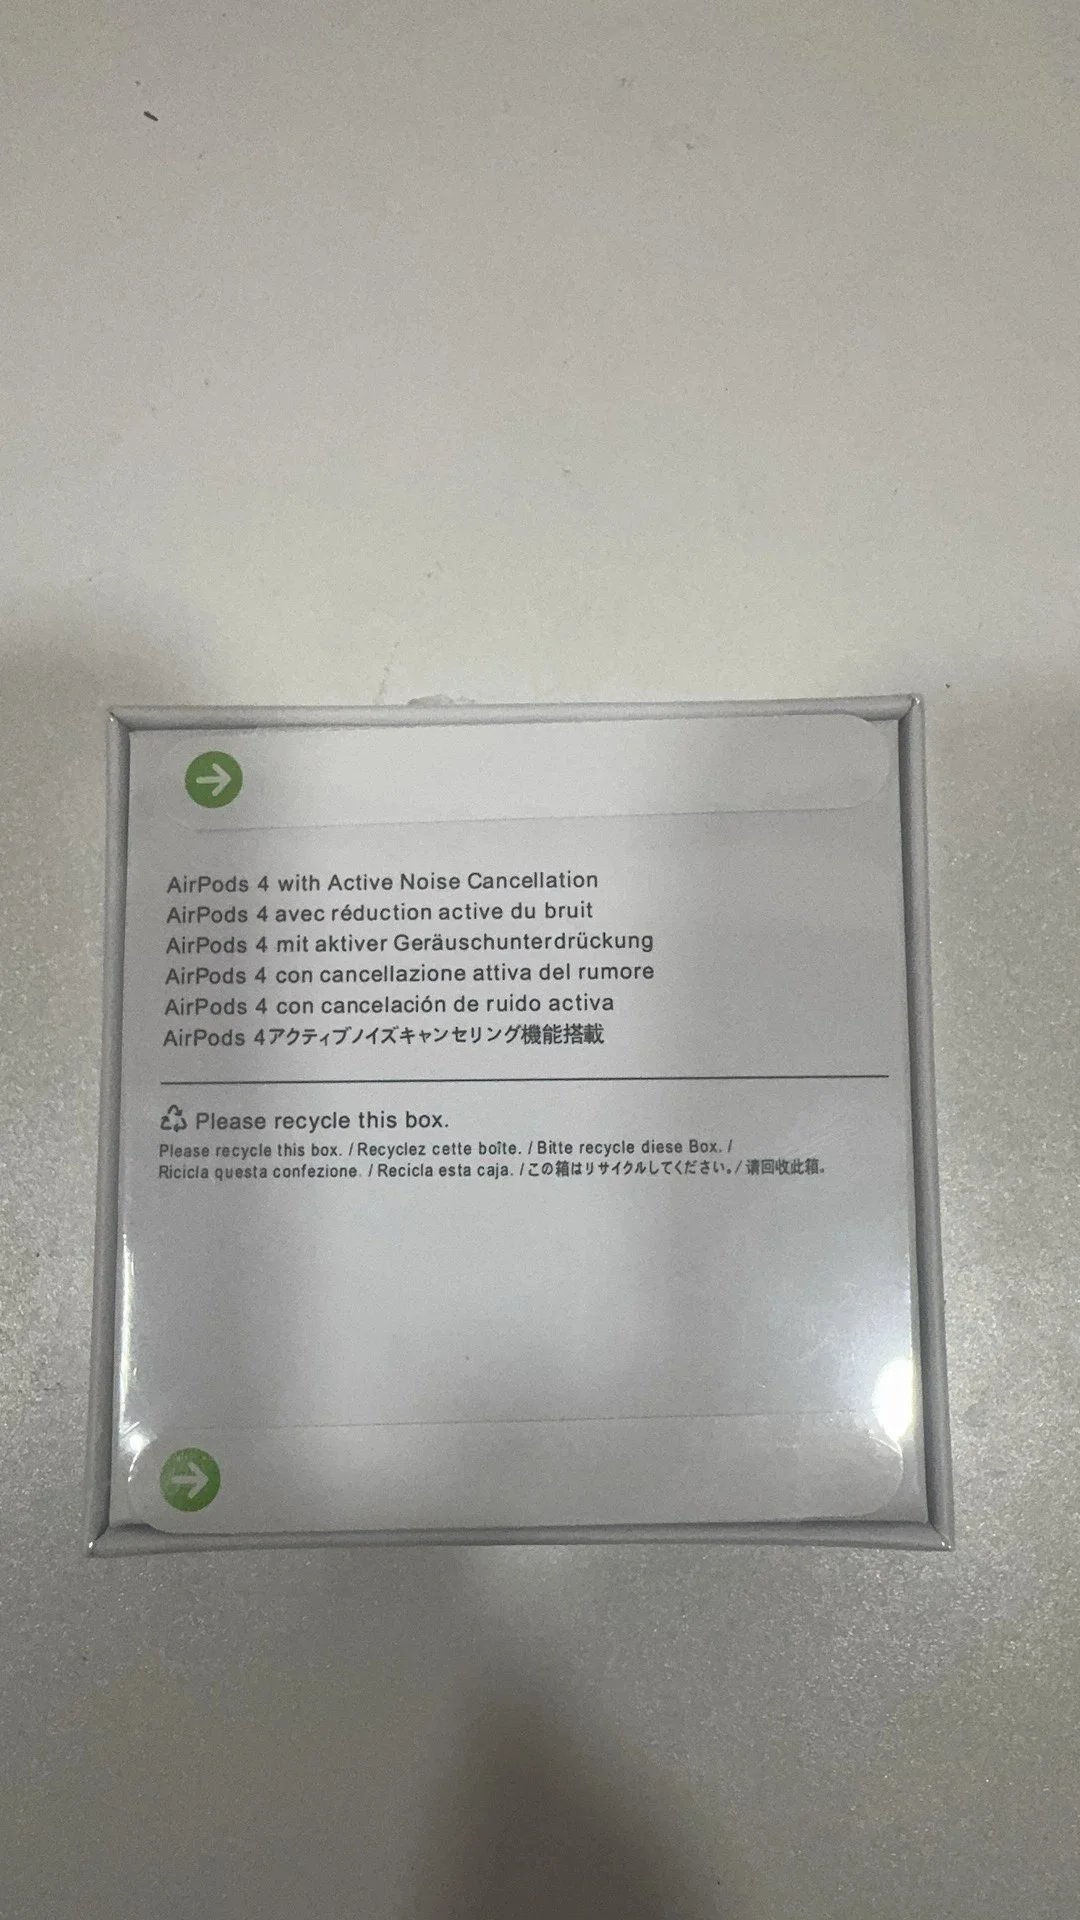 AirPods 4 with Active Noise Cancellation
AirPods 4 avec réduction active du bruit
AirPods 4 mit aktiver Geräuschunterdrückung
AirPods 4 con cancellazione attiva del rumore
AirPods 4 con cancelación de ruido activa
AirPods 4アクティブノイズキャンセリング機能搭載
Please recycle this box.
Please recycle this box. / Recyclez cette boîte. / Bitte recycle diese Box. /
Ricicla questa confezione. / Recicla esta caja. / この箱はリサイクルしてください。/ 请回收此箱。